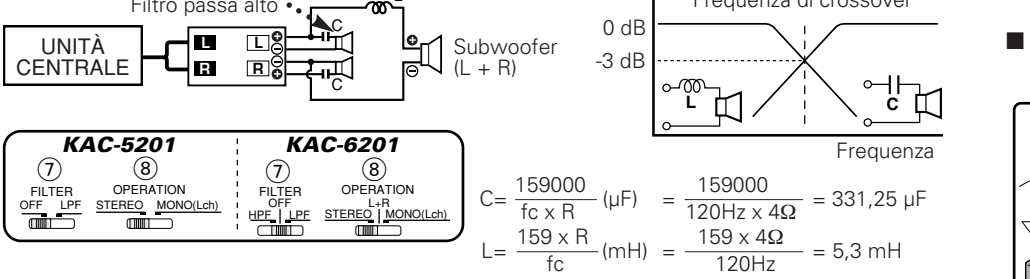 Filtro passa alto
C
UNITÀ
CENTRALE
L
R
L
R
C
Subwoofer
(L + R)
Frequenza di crossover
0 dB
-3 dB
L
C
Frequenza
KAC-5201
⑦
FILTER
OFF LPF
⑧
OPERATION
STEREO MONO(Lch)
KAC-6201
⑦
FILTER
OFF
HPF LPF
⑧
OPERATION
L+R
STEREO MONO(Lch)
C= 159000 / fc x R (µF) = 159000 / 120Hz x 4Ω = 331,25 µF
L= 159 x R / fc (mH) = 159 x 4Ω / 120Hz = 5,3 mH